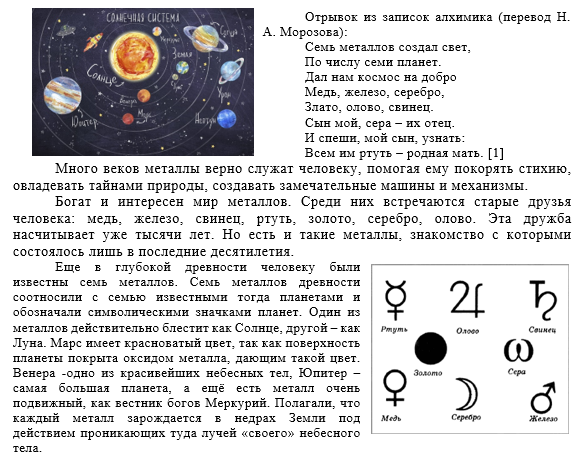 СОЛНЕЧНАЯ СИСТЕМА
Меркурий
Сатурн
Земля
Солнце
Уран
Венера
Марс
Юпитер
Нептун
Отрывок из записок алхимика (перевод Н.
А. Морозова):
Семь металлов создал свет,
По числу семи планет.
Дал нам космос на добро
Медь, железо, серебро,
Злато, олово, свинец.
Сын мой, сера – их отец.
И спеши, мой сын, узнать:
Всем им ртуть – родная мать. [1]
Много веков металлы верно служат человеку, помогая ему покорять стихию,
овладевать тайнами природы, создавать замечательные машины и механизмы.
Богат и интересен мир металлов. Среди них встречаются старые друзья
человека: медь, железо, свинец, ртуть, золото, серебро, олово. Эта дружба
насчитывает уже тысячи лет. Но есть и такие металлы, знакомство с которыми
состоялось лишь в последние десятилетия.
Еще в глубокой древности человеку были
известны семь металлов. Семь металлов древности
соотносили с семью известными тогда планетами и
обозначали символическими значками планет. Один из
металлов действительно блестит как Солнце, другой – как
Луна. Марс имеет красноватый цвет, так как поверхность
планеты покрыта оксидом металла, дающим такой цвет.
Венера -одно из красивейших небесных тел, Юпитер –
самая большая планета, а ещё есть металл очень
подвижный, как вестник богов Меркурий. Полагали, что
каждый металл зарождается в недрах Земли под
действием проникающих туда лучей «своего» небесного
тела.
Ртуть Олово Свинец
Золото Сера
Медь Серебро Железо